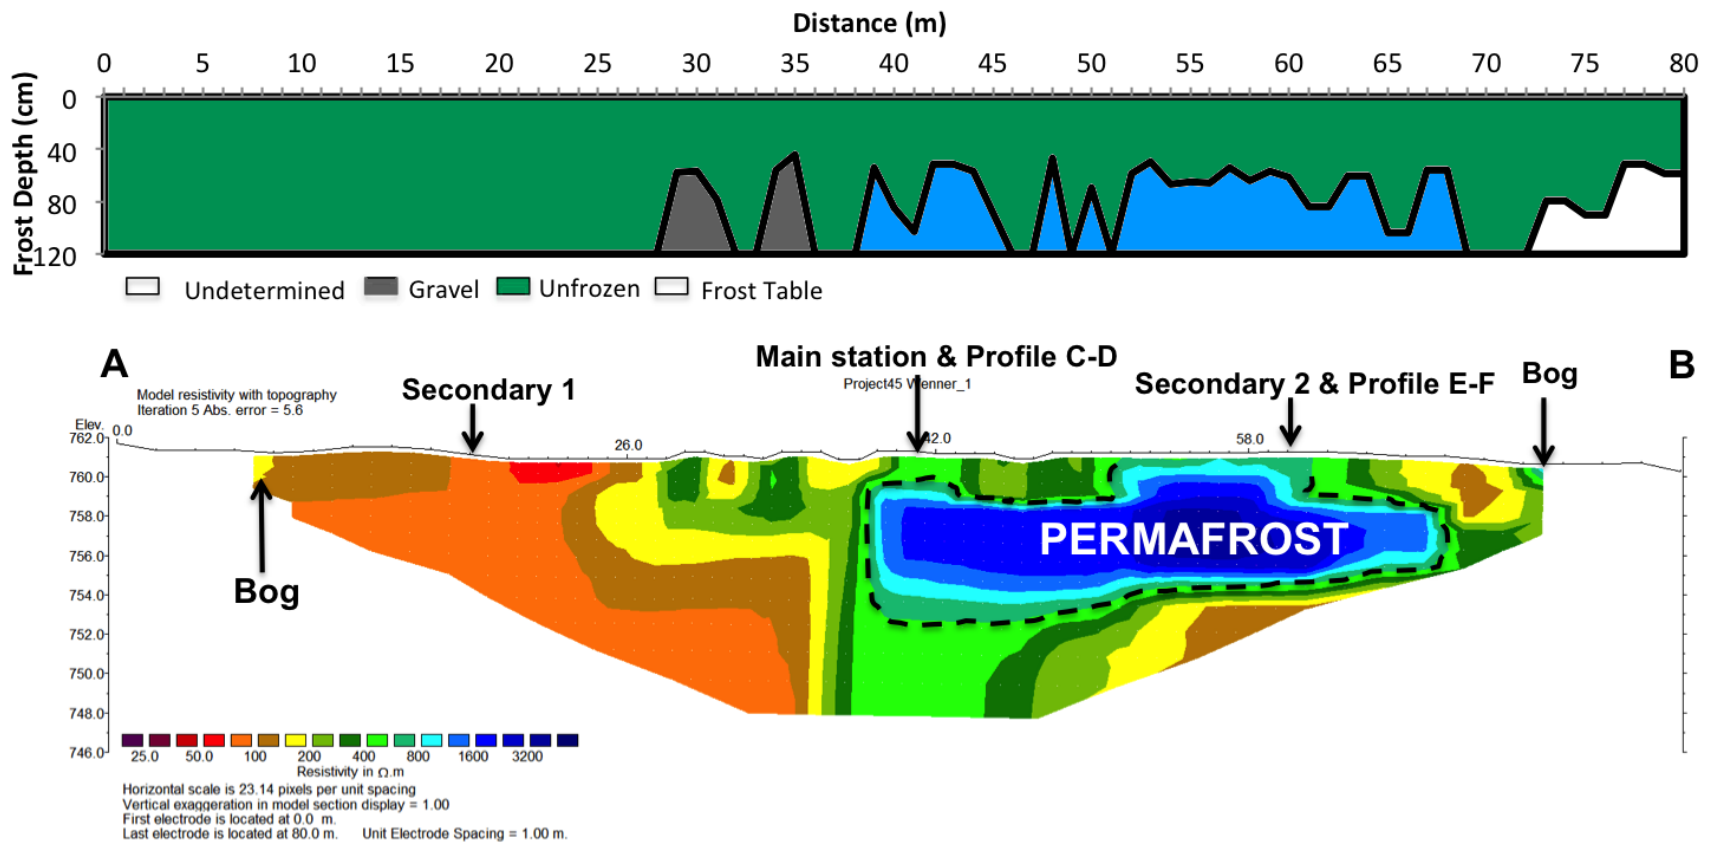 Distance (m)
0 5 10 15 20 25 30 35 40 45 50 55 60 65 70 75 80
Frost Depth (cm)
0
40
80
120
Undetermined Gravel Unfrozen Frost Table
A
Main station & Profile C-D
B
Model resistivity with topography
Iteration 5 Abs. error = 5.6
Secondary 1
Project45 Wenner_1
Secondary 2 & Profile E-F
Bog
Elev.
0.0
26.0
42.0
58.0
762.0
760.0
758.0
756.0
754.0
752.0
750.0
748.0
746.0
PERMAFROST
Bog
25.0 50.0 100 200 400 800 1600 3200
Resistivity in Ω.m
Horizontal scale is 23.14 pixels per unit spacing
Vertical exaggeration in model section display = 1.00
First electrode is located at 0.0 m.
Last electrode is located at 80.0 m. Unit Electrode Spacing = 1.00 m.